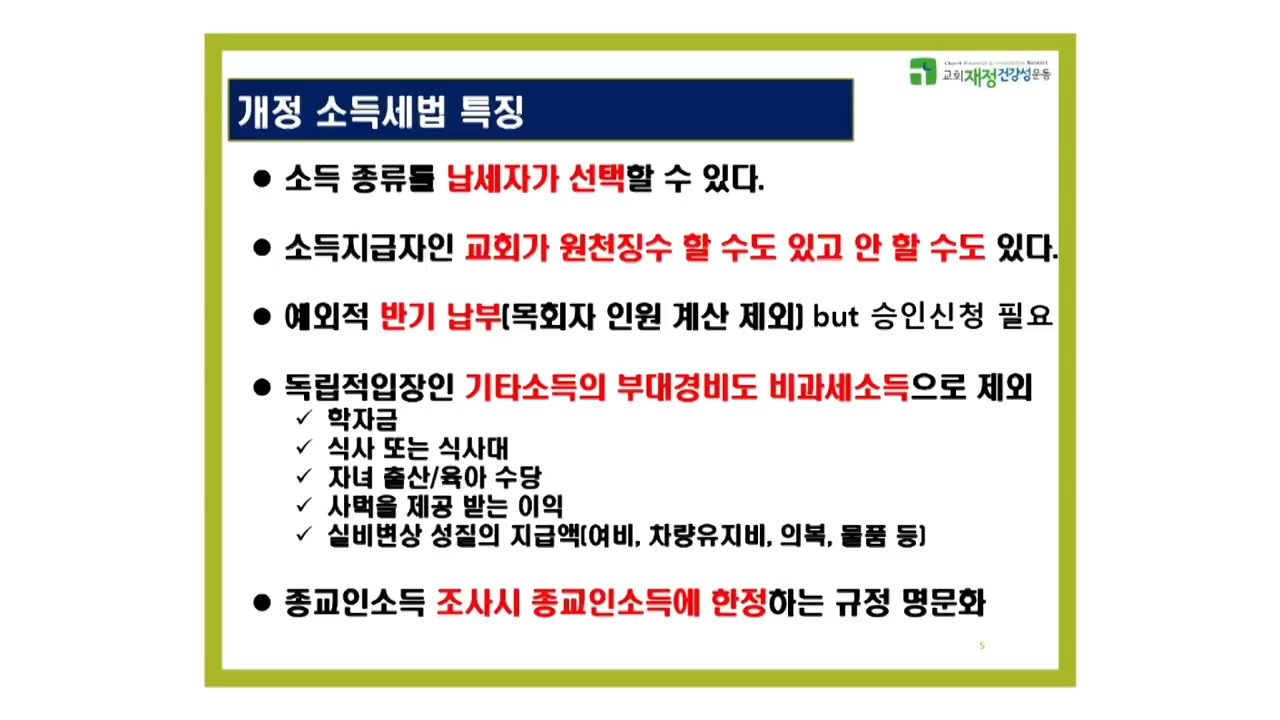 교회재정건강성운동
개정 소득세법 특징
● 소득 종류를 납세자가 선택할 수 있다.
● 소득지급자인 교회가 원천징수 할 수도 있고 안 할 수도 있다.
● 예외적 반기 납부(목회자 인원 계산 제외) but 승인신청 필요
● 독립적입장인 기타소득의 부대경비도 비과세소득으로 제외
✓ 학자금
✓ 식사 또는 식사대
✓ 자녀 출산/육아 수당
✓ 사먹을 제공 받는 이익
✓ 실비변상 성질의 지급액(여비, 차량유지비, 의복, 물품 등)
● 종교인소득 조사시 종교인소득에 한정하는 규정 명문화
5